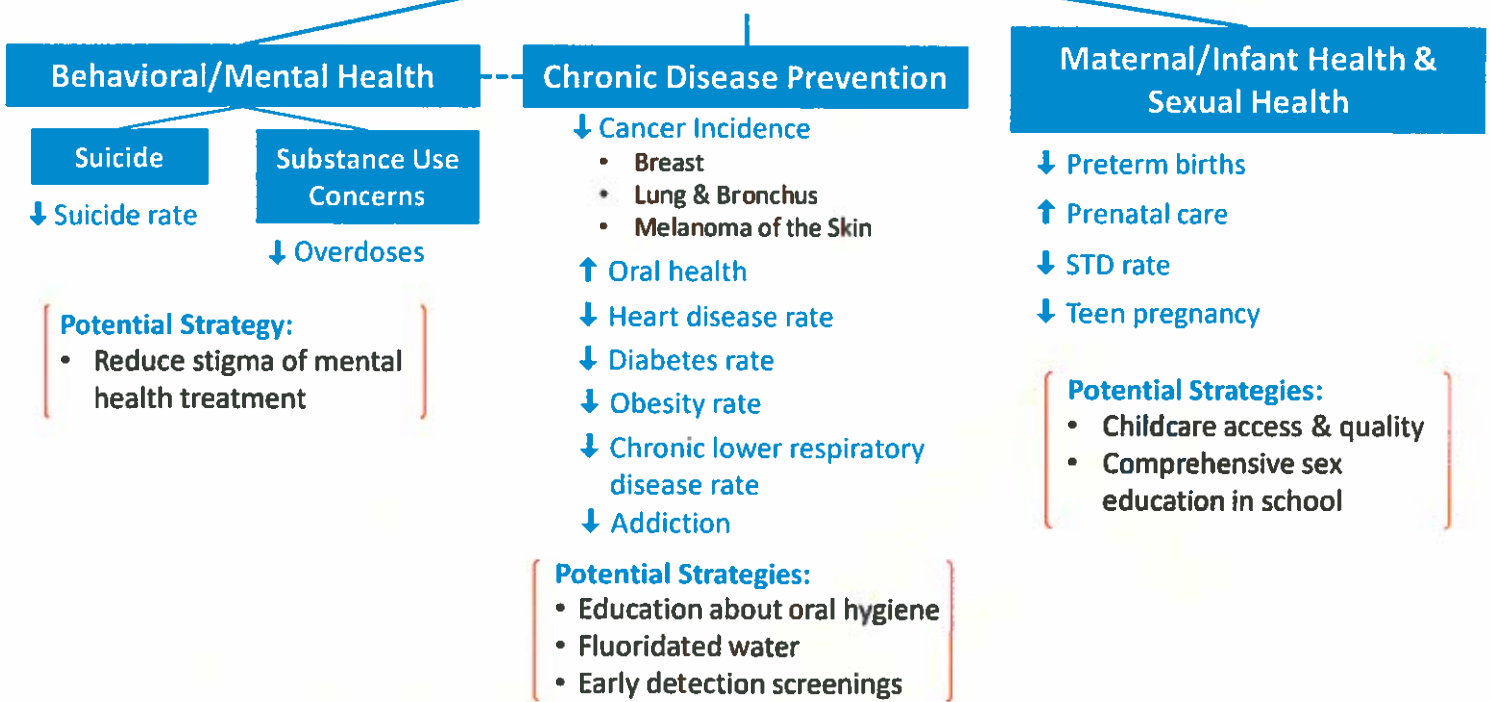 Behavioral/Mental Health
Suicide
↓ Suicide rate
Substance Use
Concerns
↓ Overdoses
Potential Strategy:
• Reduce stigma of mental
health treatment
Chronic Disease Prevention
↓ Cancer Incidence
• Breast
• Lung & Bronchus
• Melanoma of the Skin
↑ Oral health
↓ Heart disease rate
↓ Diabetes rate
↓ Obesity rate
↓ Chronic lower respiratory
disease rate
↓ Addiction
Potential Strategies:
• Education about oral hygiene
• Fluoridated water
• Early detection screenings
Maternal/Infant Health &
Sexual Health
↓ Preterm births
↑ Prenatal care
↓ STD rate
↓ Teen pregnancy
Potential Strategies:
• Childcare access & quality
• Comprehensive sex
education in school